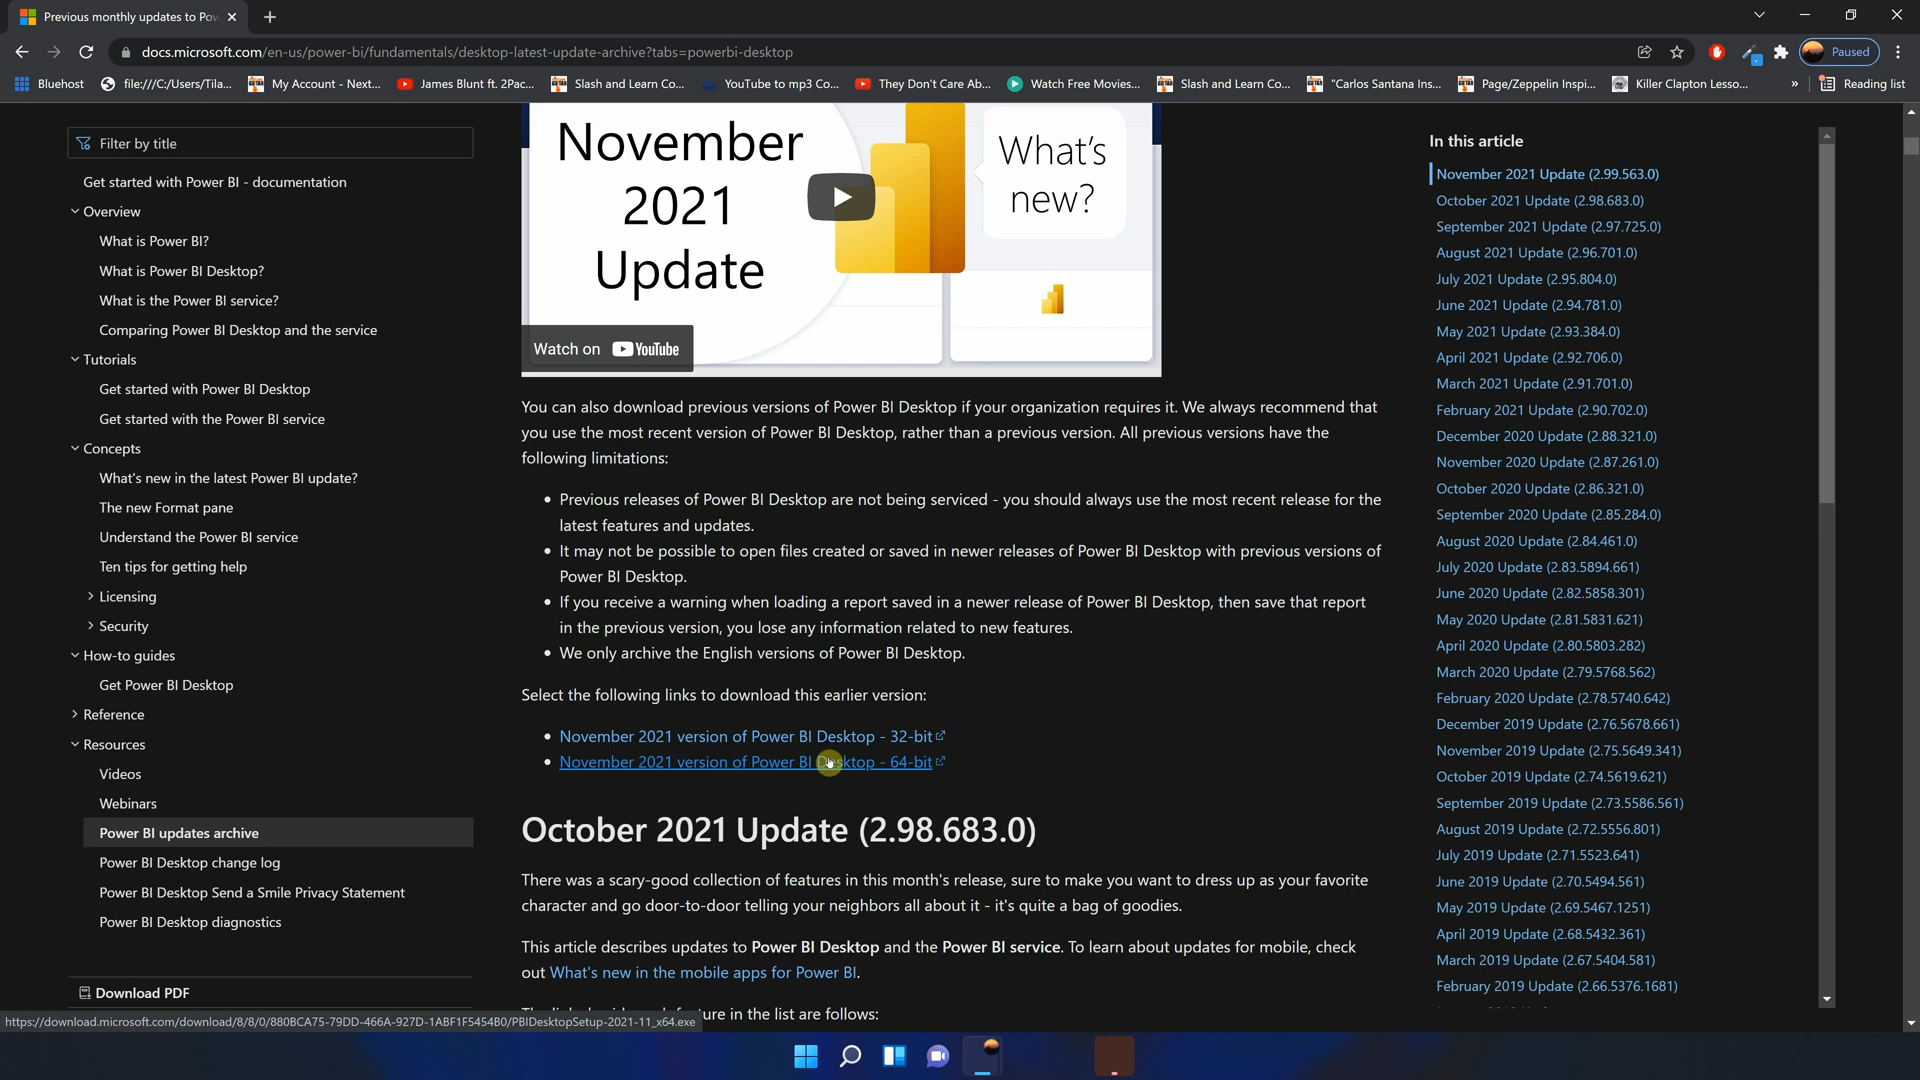 Previous monthly updates to Pow
docs.microsoft.com/en-us/power-bi/fundamentals/desktop-latest-update-archive?tabs=powerbi-desktop
Paused
Bluehost
file:///C:/Users/Tila...
My Account - Next...
James Blunt ft. 2Pac...
Slash and Learn Co...
YouTube to mp3 Co...
They Don't Care Ab...
Watch Free Movies...
Slash and Learn Co...
"Carlos Santana Ins...
Page/Zeppelin Inspi...
Killer Clapton Lesso...
»
Reading list
Filter by title
Get started with Power BI - documentation
Overview
What is Power BI?
What is Power BI Desktop?
What is the Power BI service?
Comparing Power BI Desktop and the service
Tutorials
Get started with Power BI Desktop
Get started with the Power BI service
Concepts
What's new in the latest Power BI update?
The new Format pane
Understand the Power BI service
Ten tips for getting help
Licensing
Security
How-to guides
Get Power BI Desktop
Reference
Resources
Videos
Webinars
Power BI updates archive
Power BI Desktop change log
Power BI Desktop Send a Smile Privacy Statement
Power BI Desktop diagnostics
Download PDF
November
2021
Update
What's
new?
Watch on YouTube
You can also download previous versions of Power BI Desktop if your organization requires it. We always recommend that
you use the most recent version of Power BI Desktop, rather than a previous version. All previous versions have the
following limitations:
• Previous releases of Power BI Desktop are not being serviced - you should always use the most recent release for the
latest features and updates.
• It may not be possible to open files created or saved in newer releases of Power BI Desktop with previous versions of
Power BI Desktop.
• If you receive a warning when loading a report saved in a newer release of Power BI Desktop, then save that report
in the previous version, you lose any information related to new features.
• We only archive the English versions of Power BI Desktop.
Select the following links to download this earlier version:
• November 2021 version of Power BI Desktop - 32-bit
• November 2021 version of Power BI Desktop - 64-bit
October 2021 Update (2.98.683.0)
There was a scary-good collection of features in this month's release, sure to make you want to dress up as your favorite
character and go door-to-door telling your neighbors all about it - it's quite a bag of goodies.
This article describes updates to Power BI Desktop and the Power BI service. To learn about updates for mobile, check
out What's new in the mobile apps for Power BI.
in the list are follows:
In this article
November 2021 Update (2.99.563.0)
October 2021 Update (2.98.683.0)
September 2021 Update (2.97.725.0)
August 2021 Update (2.96.701.0)
July 2021 Update (2.95.804.0)
June 2021 Update (2.94.781.0)
May 2021 Update (2.93.384.0)
April 2021 Update (2.92.706.0)
March 2021 Update (2.91.701.0)
February 2021 Update (2.90.702.0)
December 2020 Update (2.88.321.0)
November 2020 Update (2.87.261.0)
October 2020 Update (2.86.321.0)
September 2020 Update (2.85.284.0)
August 2020 Update (2.84.461.0)
July 2020 Update (2.83.5894.661)
June 2020 Update (2.82.5858.301)
May 2020 Update (2.81.5831.621)
April 2020 Update (2.80.5803.282)
March 2020 Update (2.79.5768.562)
February 2020 Update (2.78.5740.642)
December 2019 Update (2.76.5678.661)
November 2019 Update (2.75.5649.341)
October 2019 Update (2.74.5619.621)
September 2019 Update (2.73.5586.561)
August 2019 Update (2.72.5556.801)
July 2019 Update (2.71.5523.641)
June 2019 Update (2.70.5494.561)
May 2019 Update (2.69.5467.1251)
April 2019 Update (2.68.5432.361)
March 2019 Update (2.67.5404.581)
February 2019 Update (2.66.5376.1681)
https://download.microsoft.com/download/8/8/0/880BCA75-79DD-466A-927D-1ABF1F5454B0/PBIDesktopSetup-2021-11_x64.exe